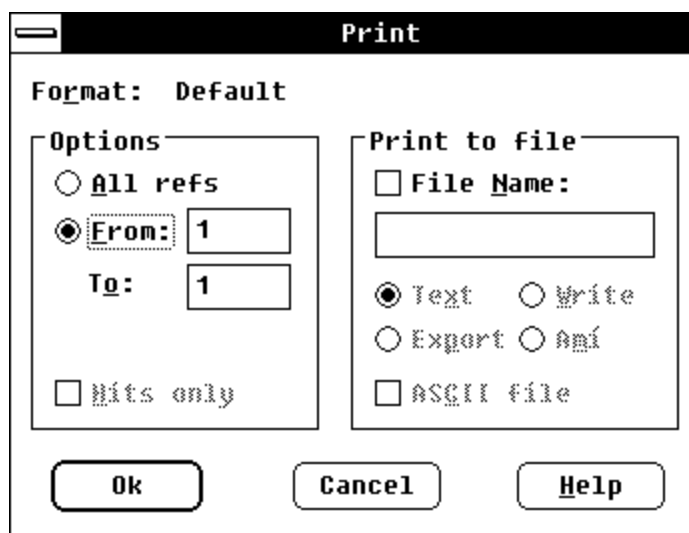 Print
Format: Default
Options
All refs
From: 1
To: 1
Hits only
Print to file
File Name:
Text Write
Export Ami
ASCII file
Ok Cancel Help